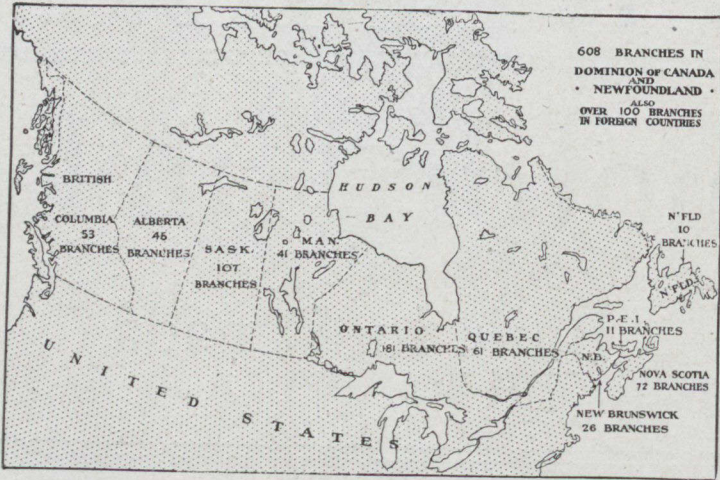 608 BRANCHES IN
DOMINION OF CANADA
AND
• NEWFOUNDLAND •
ALSO
OVER 100 BRANCHES
IN FOREIGN COUNTRIES
BRITISH
COLUMBIA
53
BRANCHES
ALBERTA
46
BRANCHES
SASK.
107
BRANCHES
MAN.
41 BRANCHES
HUDSON
BAY
ONTARIO
181 BRANCHES
QUEBEC
61 BRANCHES
N'FLD
10
BRANCHES
N'FLD.
P.E.I.
11 BRANCHES
N.B.
NOVA SCOTIA
72 BRANCHES
NEW BRUNSWICK
26 BRANCHES
UNITED STATES